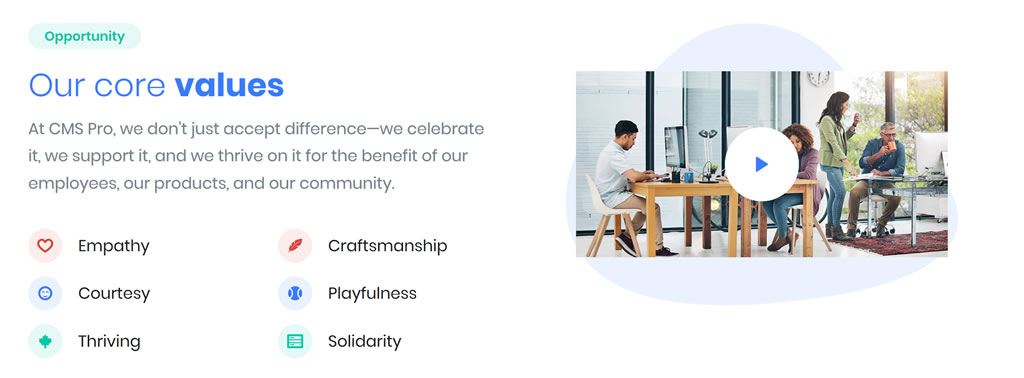 Opportunity
Our core values
At CMS Pro, we don't just accept difference—we celebrate
it, we support it, and we thrive on it for the benefit of our
employees, our products, and our community.
Empathy
Craftsmanship
Courtesy
Playfulness
Thriving
Solidarity